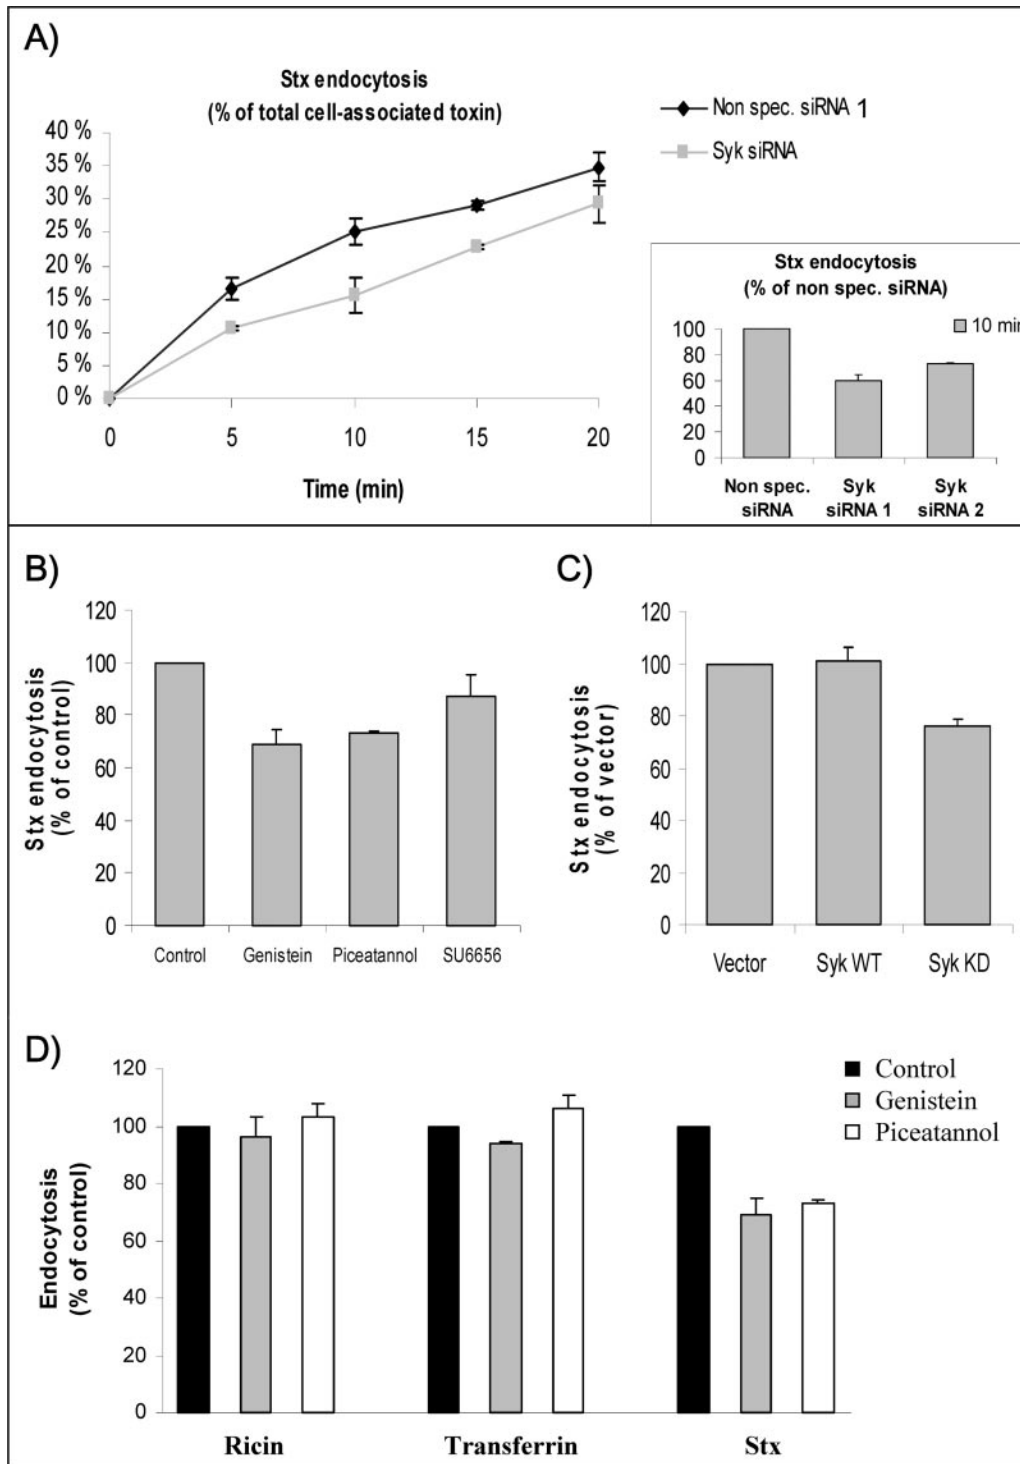 A)
Stx endocytosis
(% of total cell-associated toxin)
Non spec. siRNA 1
Syk siRNA
40 %
35 %
30 %
25 %
20 %
15 %
10 %
5 %
0 %
0 5 10 15 20
Time (min)
Stx endocytosis
(% of non spec. siRNA)
10 min
100
80
60
40
20
0
Non spec. siRNA
Syk siRNA 1
Syk siRNA 2
B)
Stx endocytosis
(% of control)
120
100
80
60
40
20
0
Control Genistein Piceatannol SU6656
C)
Stx endocytosis
(% of vector)
120
100
80
60
40
20
0
Vector Syk WT Syk KD
D)
Endocytosis
(% of control)
120
100
80
60
40
20
0
Control
Genistein
Piceatannol
Ricin Transferrin Stx